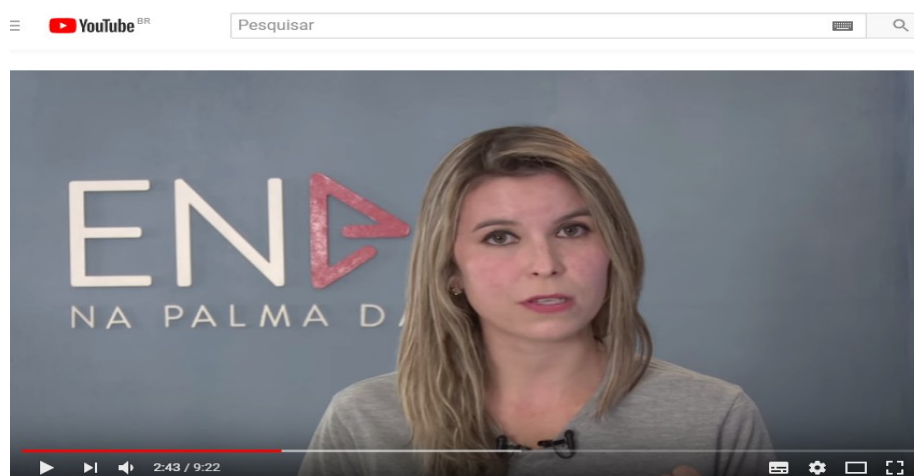 YouTube BR
Pesquisar
EN
NA PALMA DA
2:43 / 9:22